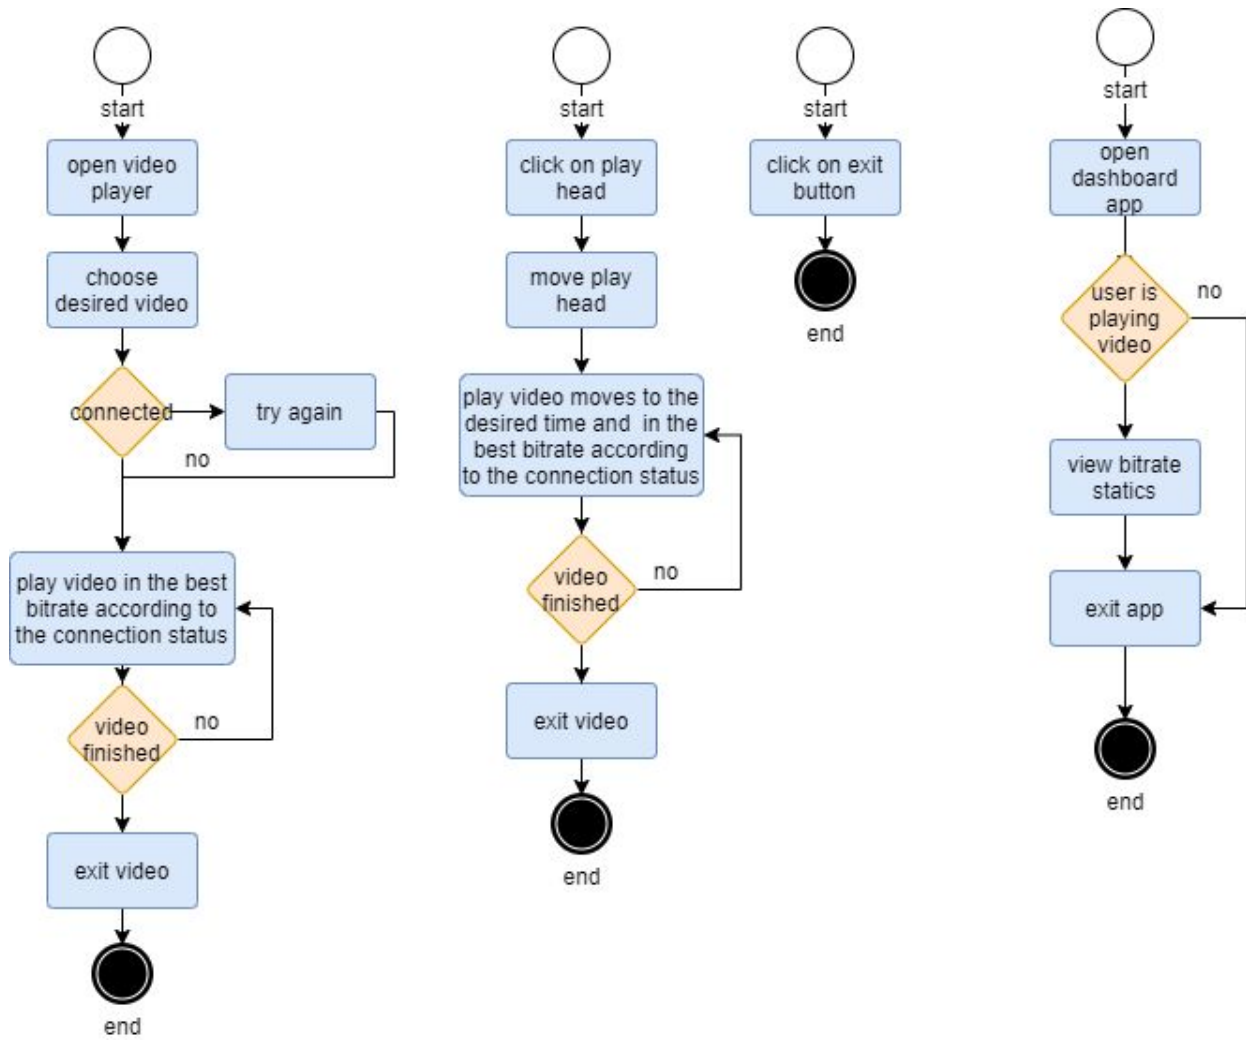 start
open video
player
choose
desired video
connected
try again
no
play video in the best
bitrate according to
the connection status
video
finished
no
exit video
end
start
click on play
head
move play
head
play video moves to the
desired time and in the
best bitrate according
to the connection status
video
finished
no
exit video
end
start
click on exit
button
end
start
open
dashboard
app
user is
playing
video
no
view bitrate
statics
exit app
end